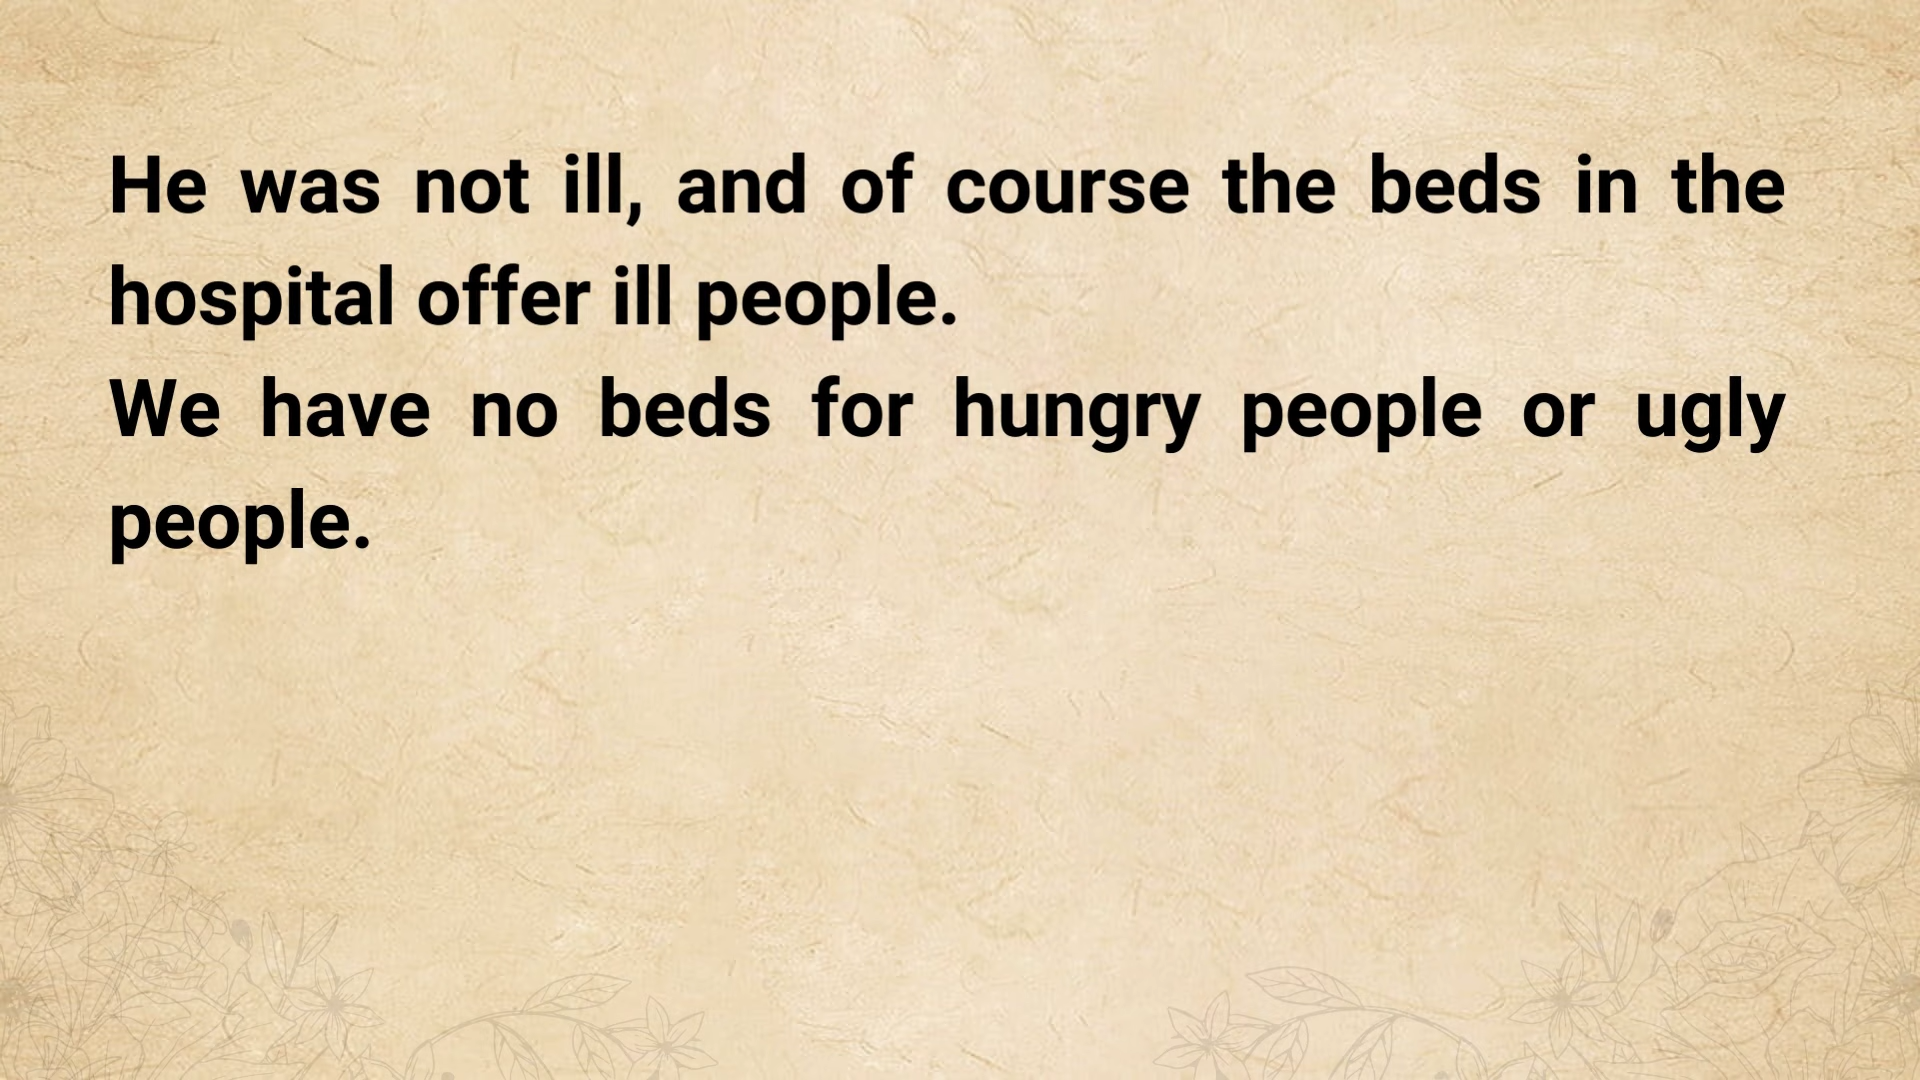 He was not ill, and of course the beds in the
hospital offer ill people.
We have no beds for hungry people or ugly
people.